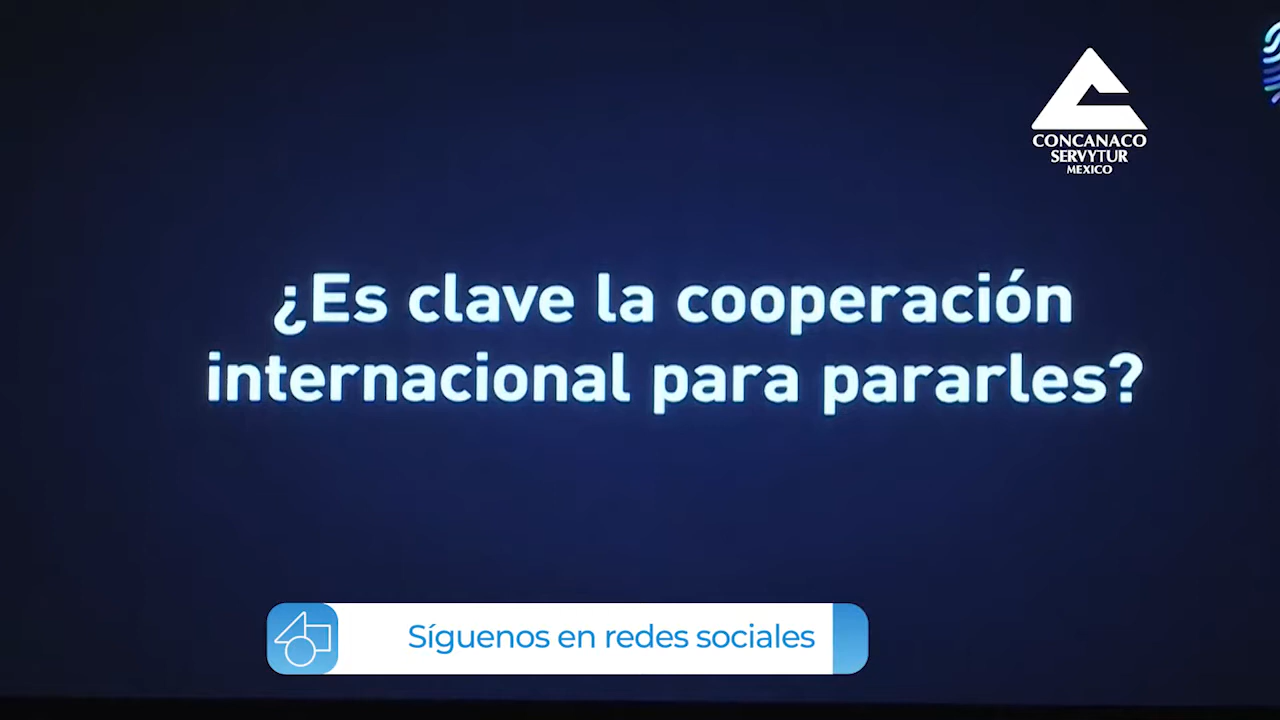 CONCANACO
SERVYTUR
MEXICO
¿Es clave la cooperación
internacional para pararles?
Síguenos en redes sociales